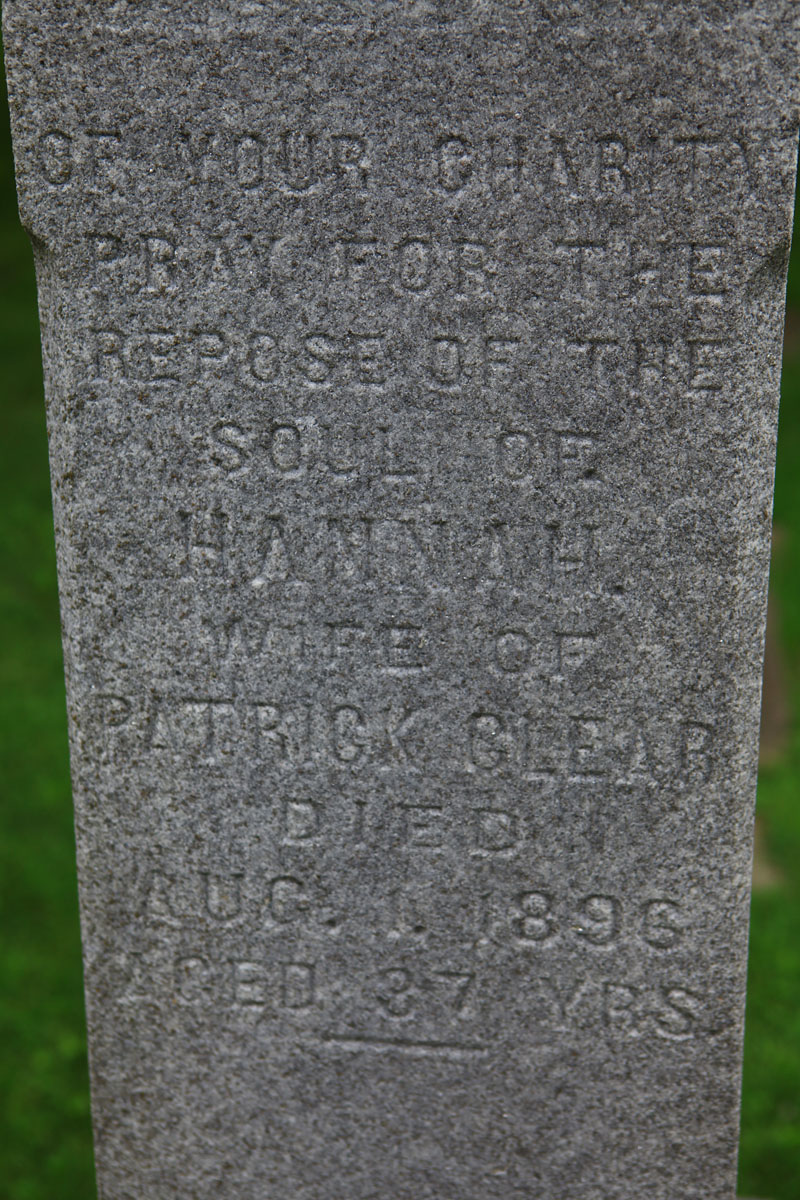 OF YOUR CHARITY
PRAY FOR THE
REPOSE OF THE
SOUL OF
HANNAH.
WIFE OF
PATRICK CLEAR
DIED
AUG. 1. 1896
AGED 37 YRS.